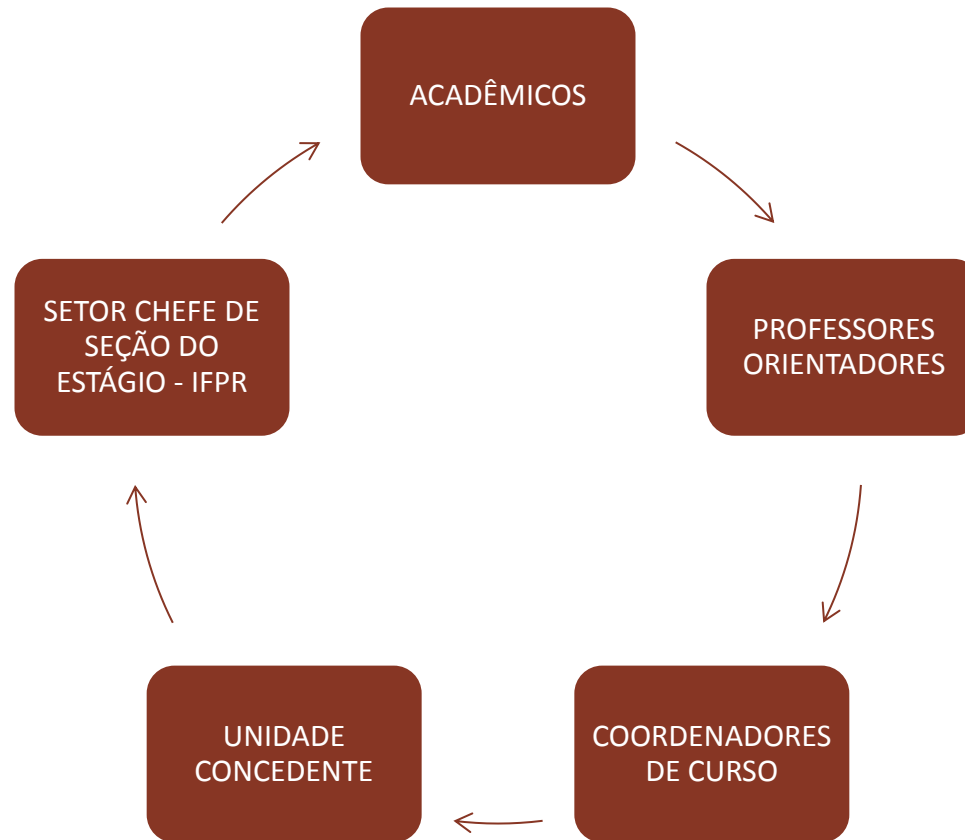 ACADÊMICOS
PROFESSORES
ORIENTADORES
COORDENADORES
DE CURSO
UNIDADE
CONCEDENTE
SETOR CHEFE DE
SEÇÃO DO
ESTÁGIO - IFPR